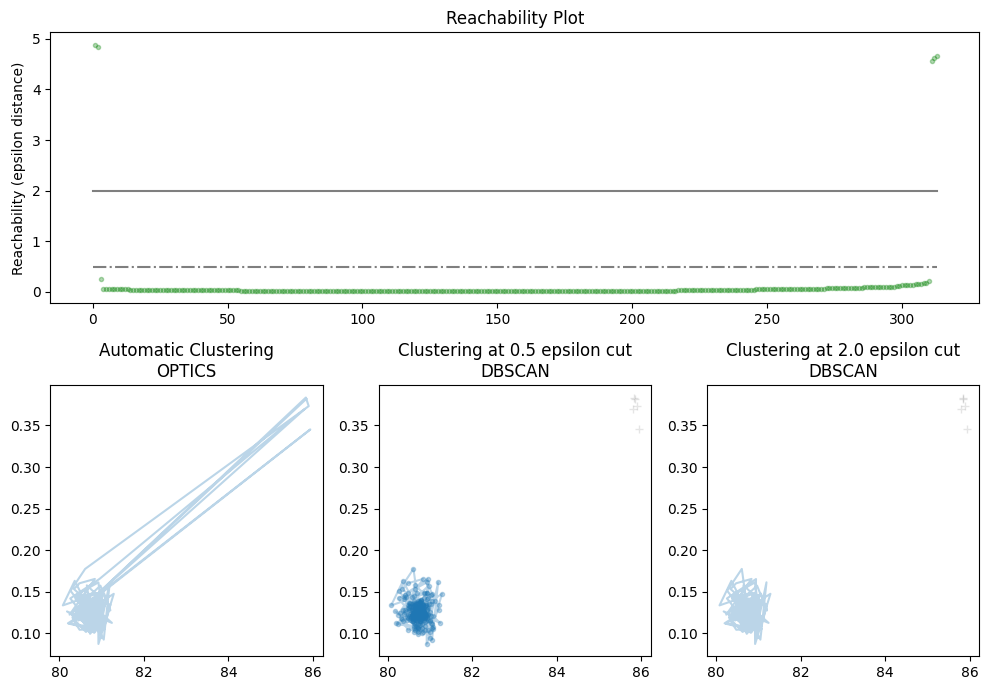 Reachability Plot
Reachability (epsilon distance)
5
4
3
2
1
0
0 50 100 150 200 250 300
Automatic Clustering
OPTICS
Clustering at 0.5 epsilon cut
DBSCAN
Clustering at 2.0 epsilon cut
DBSCAN
0.35
0.30
0.25
0.20
0.15
0.10
80 82 84 86
0.35
0.30
0.25
0.20
0.15
0.10
80 82 84 86
0.35
0.30
0.25
0.20
0.15
0.10
80 82 84 86